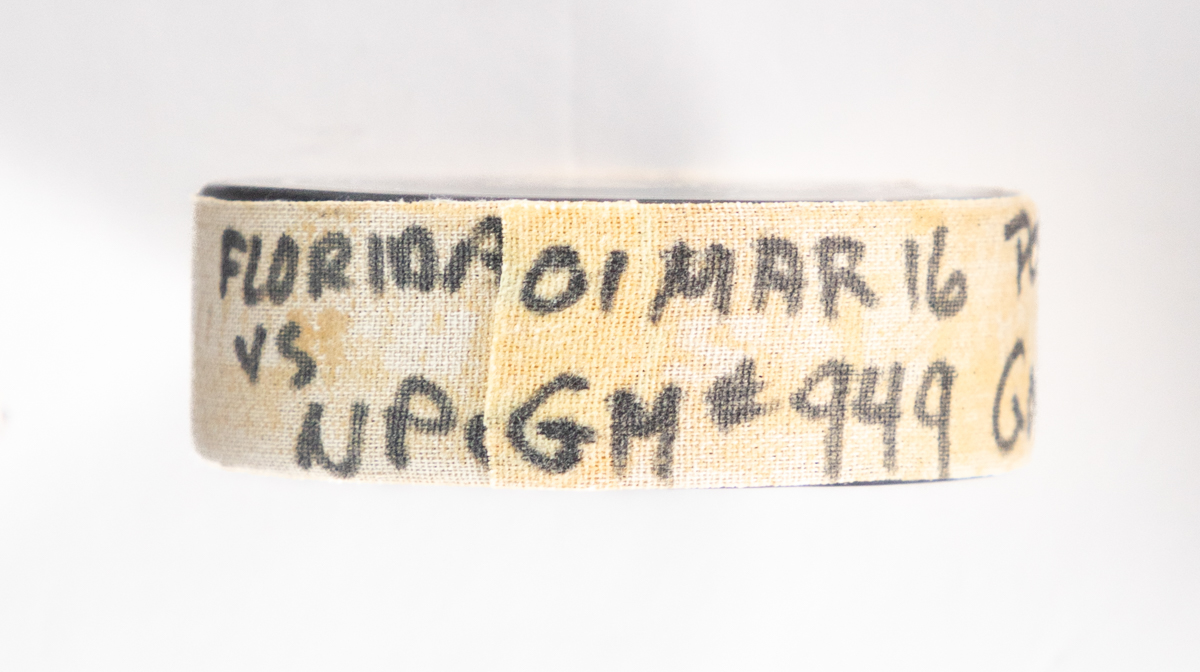 FLORIDA 01 MAR 16
VS
NP GM # 949